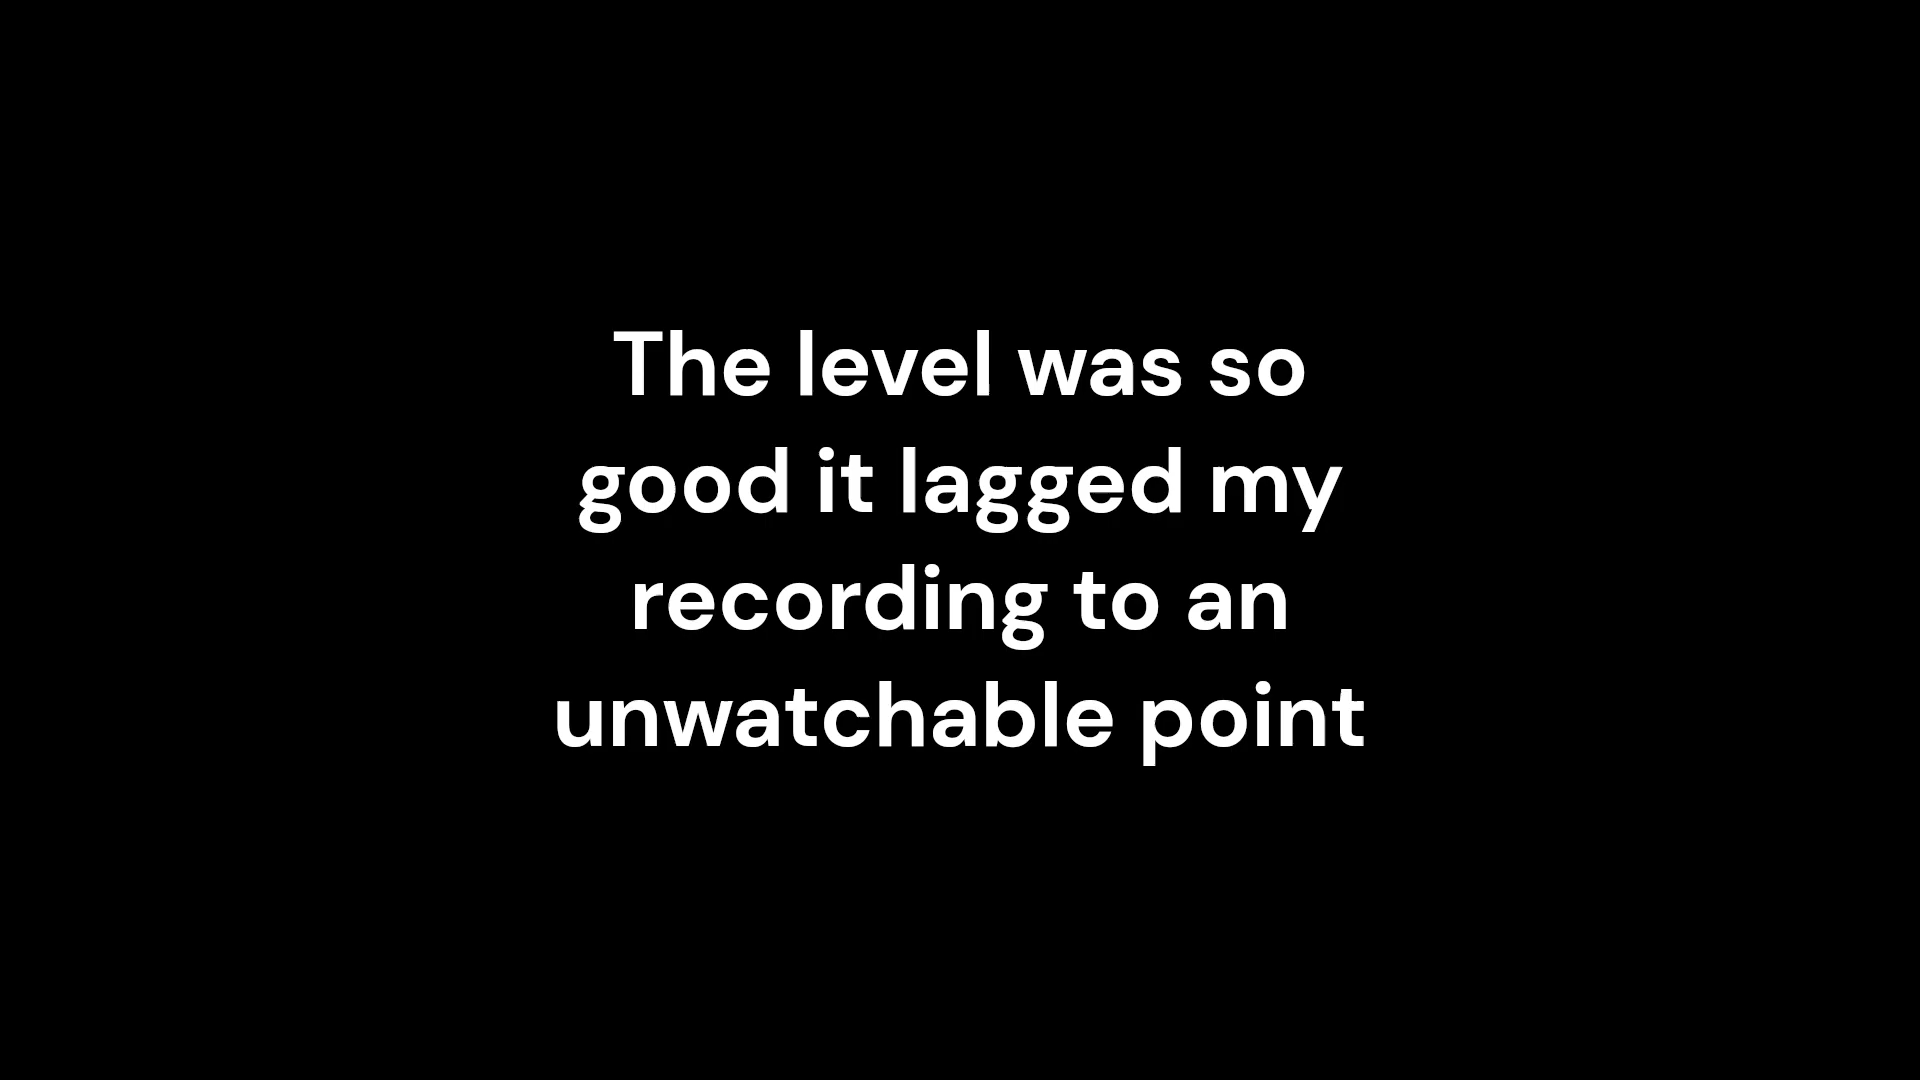 The level was so
good it lagged my
recording to an
unwatchable point